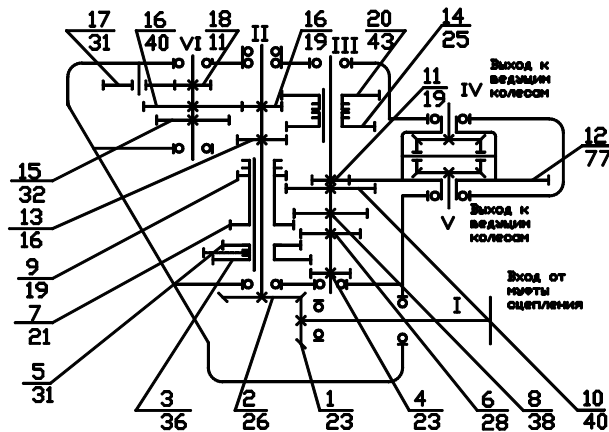 17
31
16
40
18
11
16
19
20
43
14
25
VI
II
III
11
19
IV
Выход к
ведущим
колесам
12
77
V
Выход к
ведущим
колесам
Вход от
муфты
сцепления
I
15
32
13
16
9
19
7
21
5
31
3
36
2
26
1
23
4
23
6
28
8
38
10
40